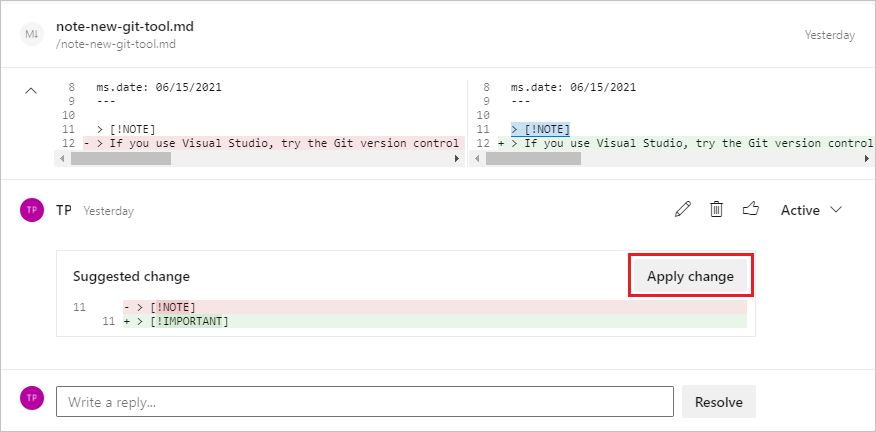 M↓
note-new-git-tool.md
/note-new-git-tool.md
Yesterday
8 ms.date: 06/15/2021
9 ---
10
11 > [!NOTE]
12 - > If you use Visual Studio, try the Git version control
8 ms.date: 06/15/2021
9 ---
10
11 > [!NOTE]
12 + > If you use Visual Studio, try the Git version control
TP TP Yesterday
Active
Suggested change
Apply change
11 - > [!NOTE]
11 + > [!IMPORTANT]
TP
Write a reply...
Resolve